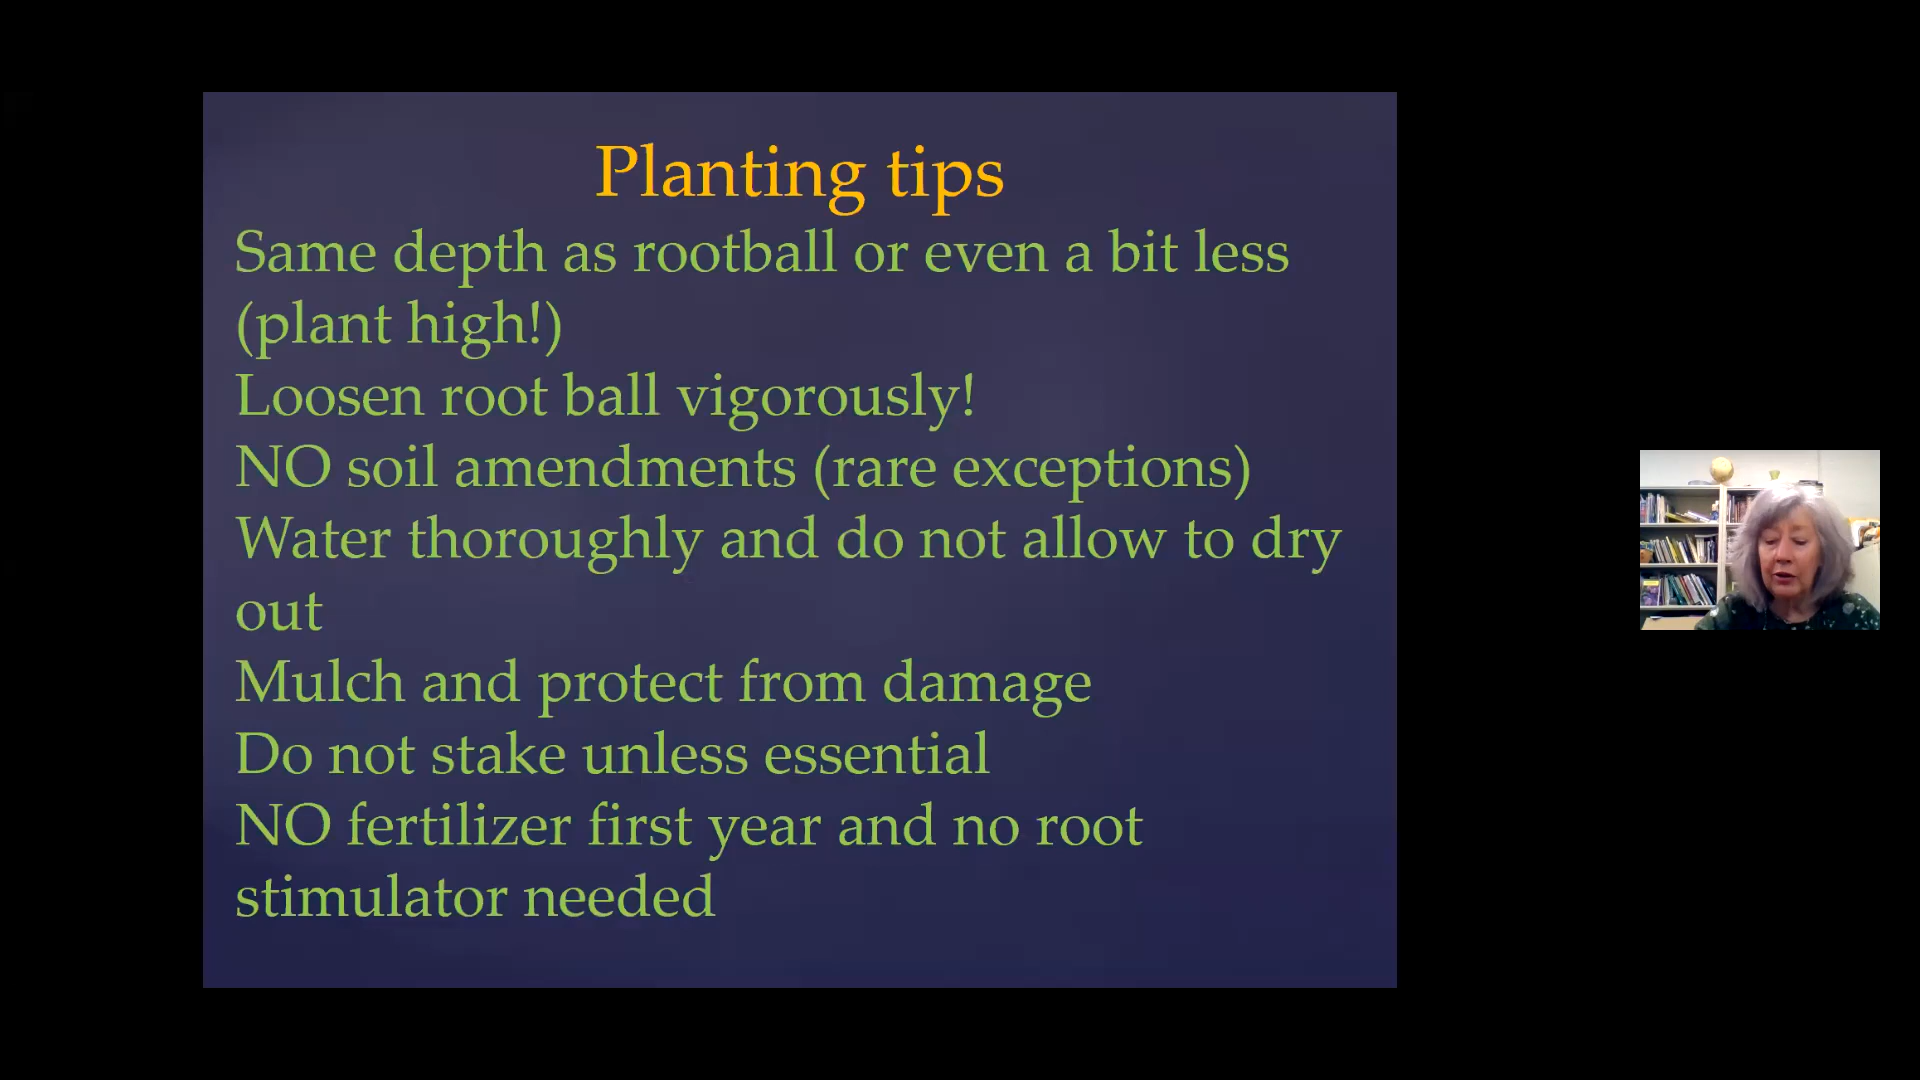 Planting tips
Same depth as rootball or even a bit less
(plant high!)
Loosen root ball vigorously!
NO soil amendments (rare exceptions)
Water thoroughly and do not allow to dry
out
Mulch and protect from damage
Do not stake unless essential
NO fertilizer first year and no root
stimulator needed